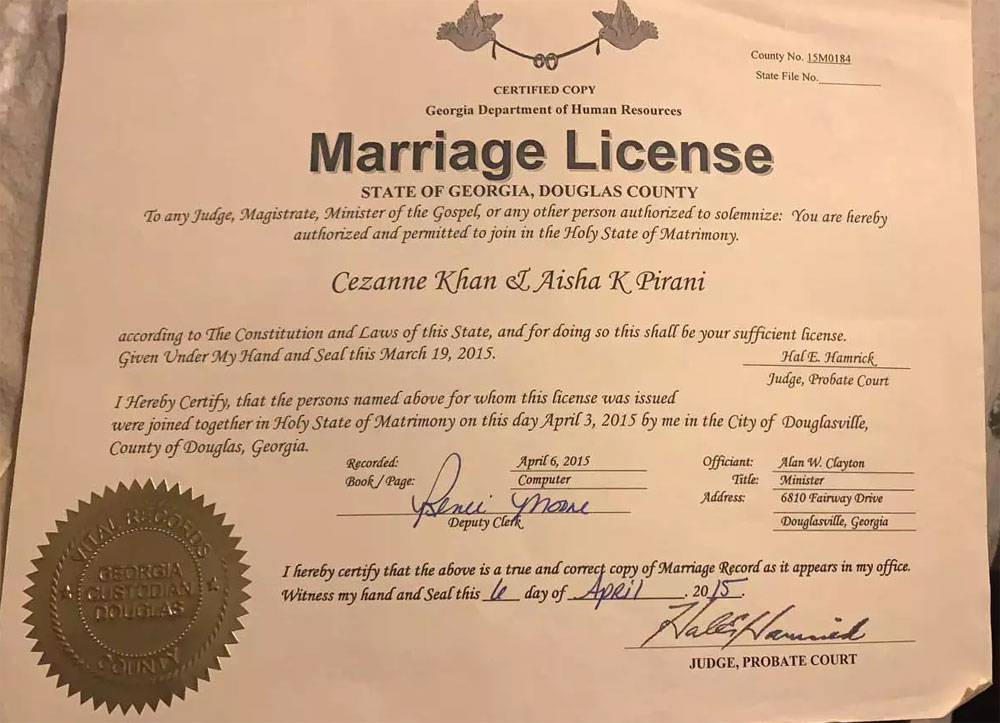 County No. 15M0184
State File No.
CERTIFIED COPY
Georgia Department of Human Resources
Marriage License
STATE OF GEORGIA, DOUGLAS COUNTY
To any Judge, Magistrate, Minister of the Gospel, or any other person authorized to solemnize: You are hereby
authorized and permitted to join in the Holy State of Matrimony.
Cezanne Khan & Aisha K Pirani
according to The Constitution and Laws of this State, and for doing so this shall be your sufficient license.
Given Under My Hand and Seal this March 19, 2015.
Hal E. Hamrick
Judge, Probate Court
I Hereby Certify, that the persons named above for whom this license was issued
were joined together in Holy State of Matrimony on this day April 3, 2015 by me in the City of Douglasville,
County of Douglas, Georgia.
Recorded: April 6, 2015
Book / Page: Computer
Renei Moore
Deputy Clerk
Officiant: Alan W. Clayton
Title: Minister
Address: 6810 Fairway Drive
Douglasville, Georgia
VITAL RECORDS
GEORGIA
CUSTODIAN
DOUGLAS
COUNTY
I hereby certify that the above is a true and correct copy of Marriage Record as it appears in my office.
Witness my hand and Seal this 6 day of April, 2015.
Hal E Hamrick
JUDGE, PROBATE COURT